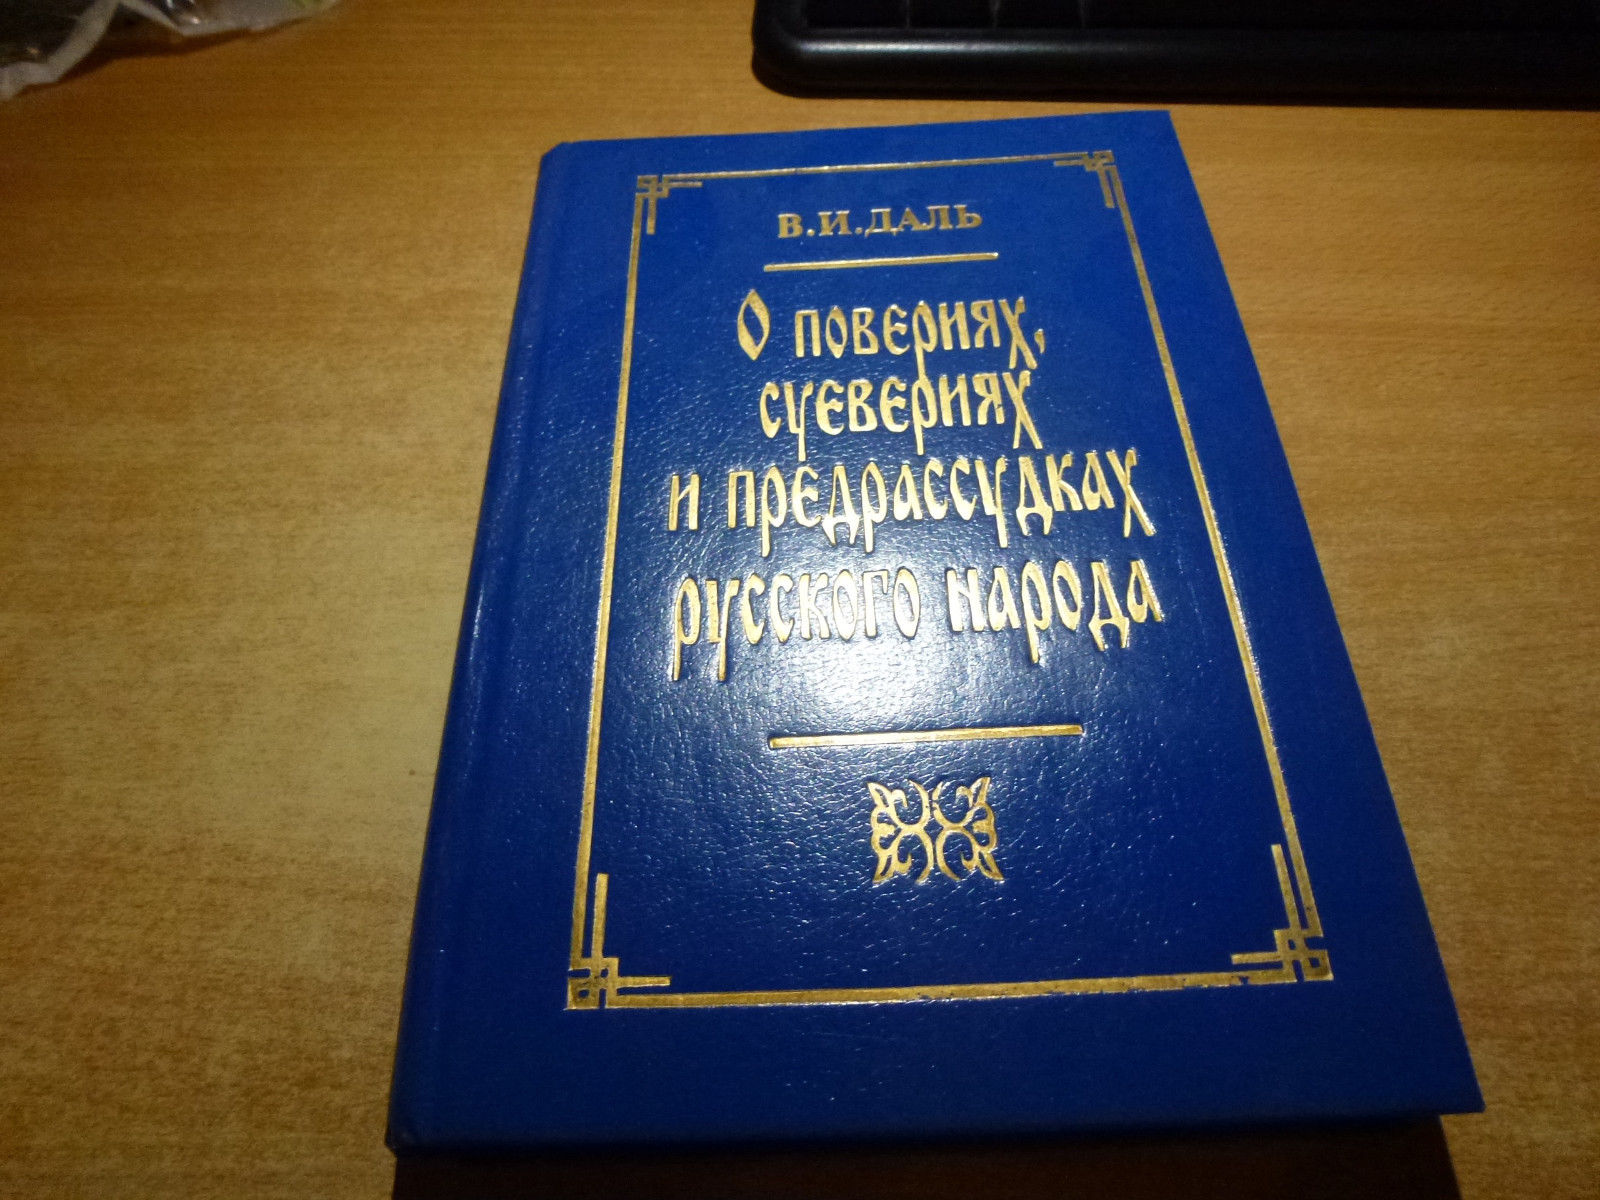 В.И.ДАЛЬ
О повериях,
суевериях
и предрассудках
русского народа